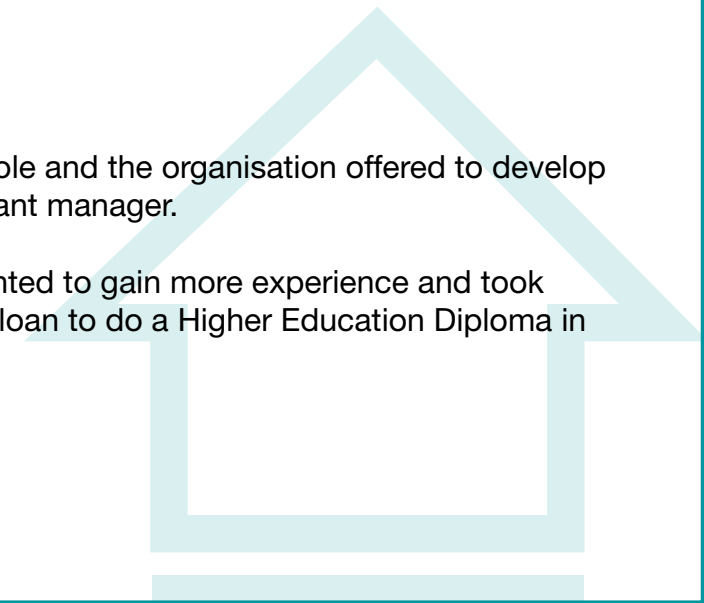 ole and the organisation offered to develop
ant manager.
nted to gain more experience and took
loan to do a Higher Education Diploma in